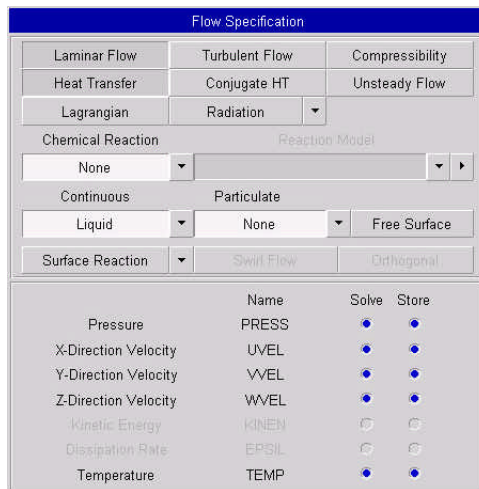 Flow Specification
Laminar Flow Turbulent Flow Compressibility
Heat Transfer Conjugate HT Unsteady Flow
Lagrangian Radiation
Chemical Reaction Reaction Model
None
Continuous Particulate
Liquid None Free Surface
Surface Reaction Swirl Flow Orthogonal
Name Solve Store
Pressure PRESS
X-Direction Velocity UVEL
Y-Direction Velocity VVEL
Z-Direction Velocity WVEL
Kinetic Energy KINEN
Dissipation Rate EPSIL
Temperature TEMP